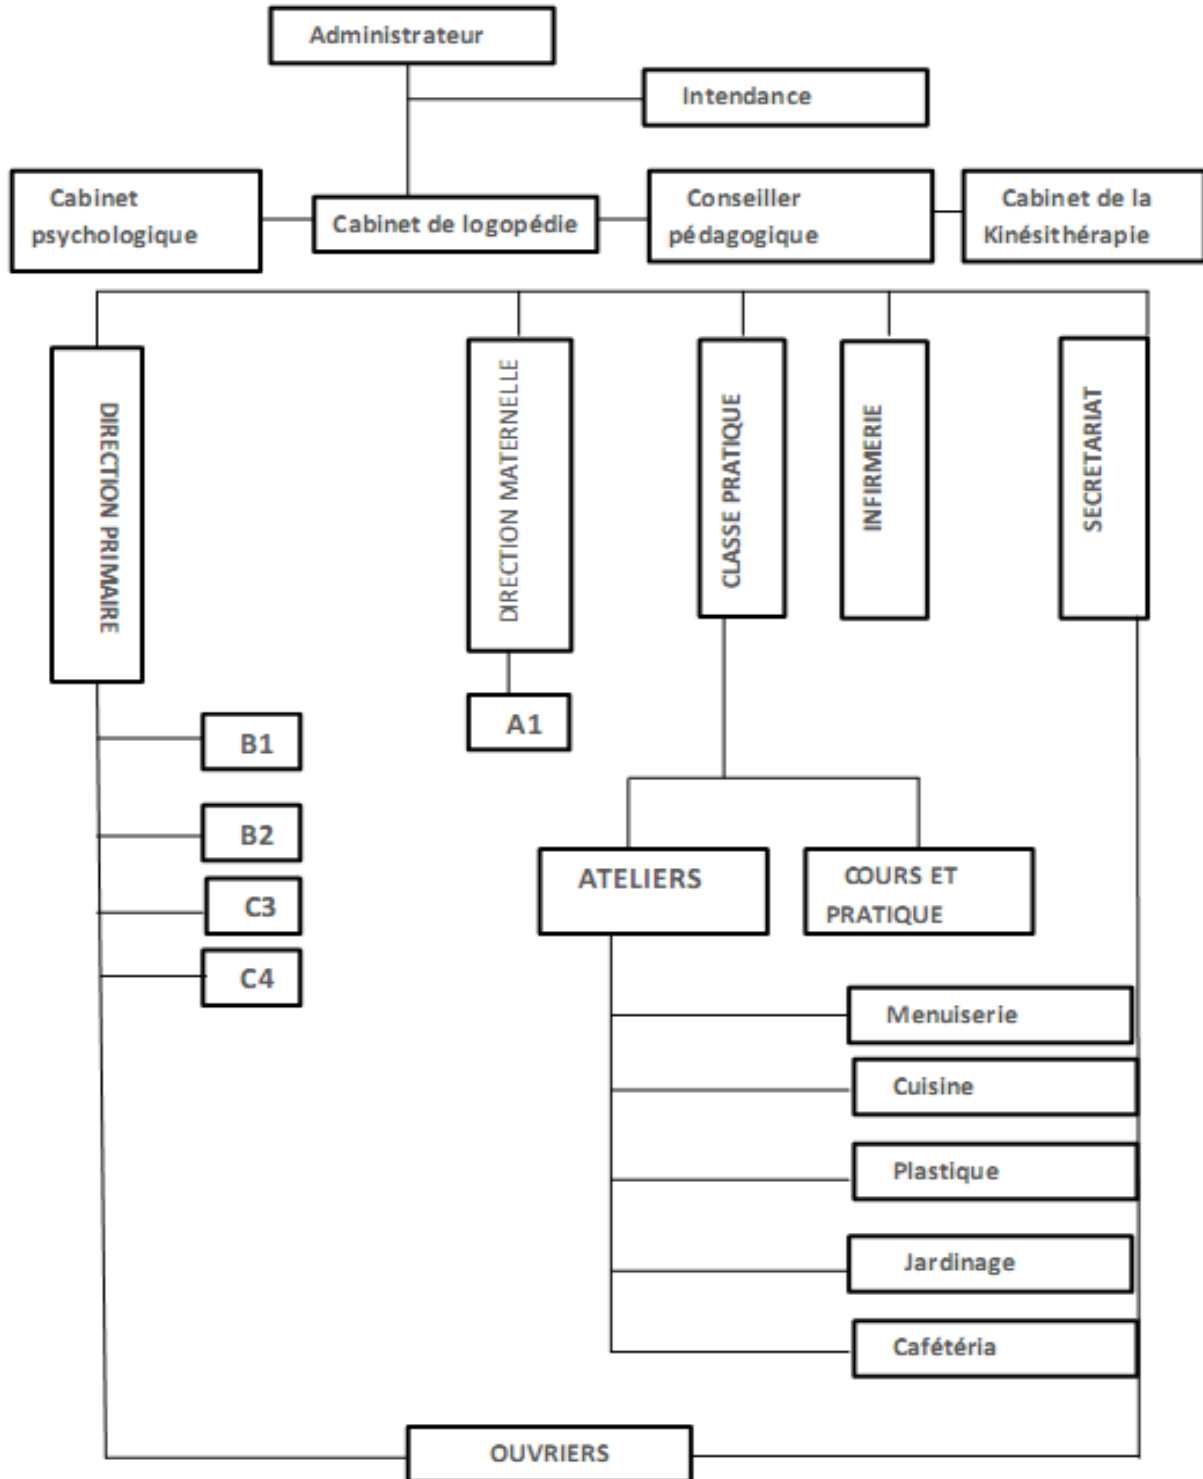 Administrateur
Intendance
Cabinet
psychologique
Cabinet de logopédie
Conseiller
pédagogique
Cabinet de la
Kinésithérapie
DIRECTION PRIMAIRE
DIRECTION MATERNELLE
CLASSE PRATIQUE
INFIRMERIE
SECRETARIAT
A1
B1
B2
C3
C4
ATELIERS
COURS ET
PRATIQUE
Menuiserie
Cuisine
Plastique
Jardinage
Cafétéria
OUVRIERS